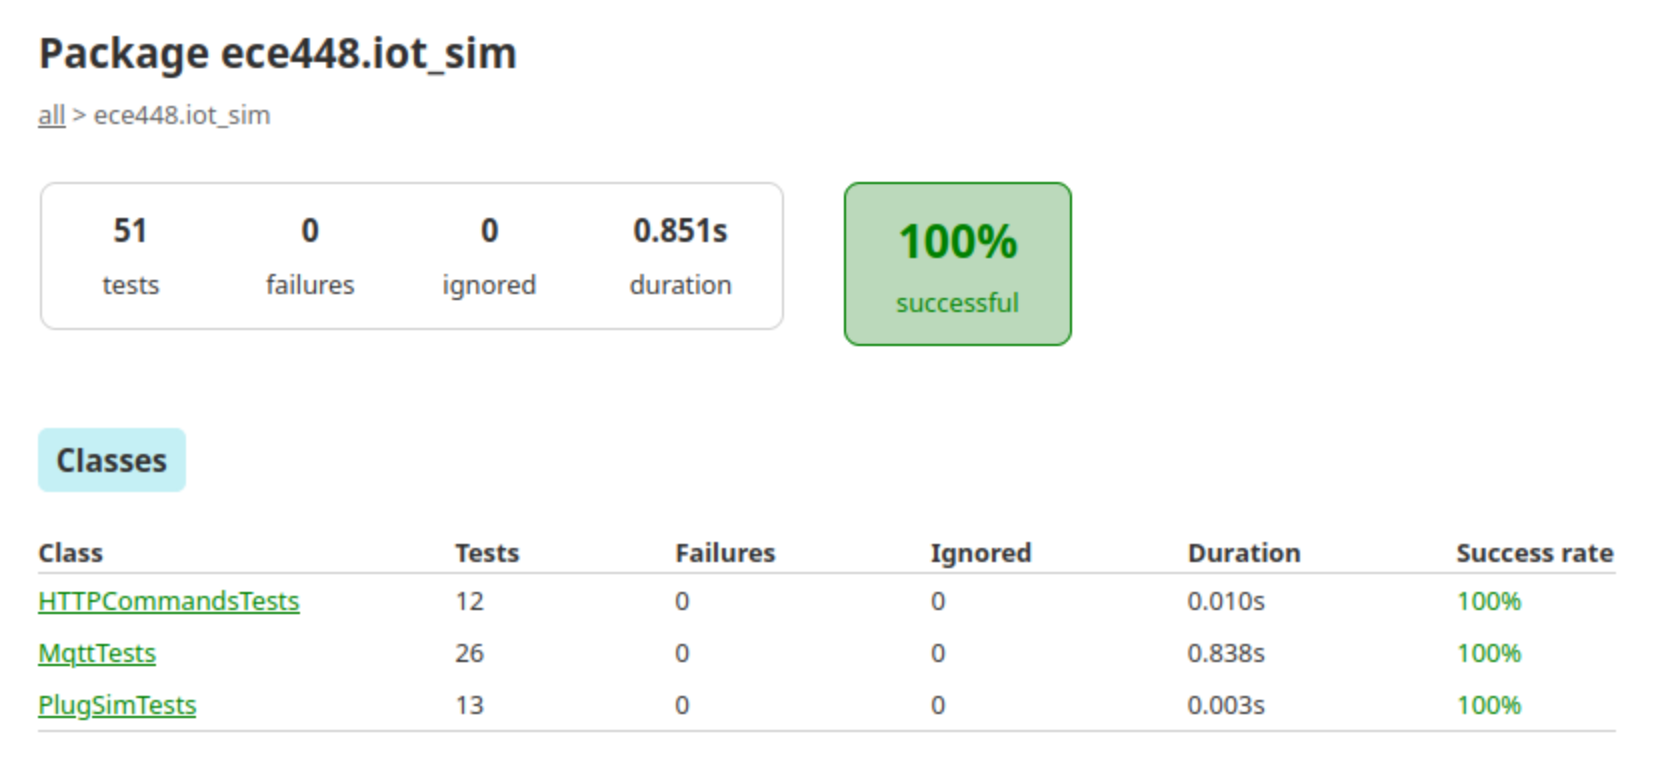 Package ece448.iot_sim
all > ece448.iot_sim
51 0 0 0.851s
tests failures ignored duration
100%
successful
Classes
Class Tests Failures Ignored Duration Success rate
HTTPCommandsTests 12 0 0 0.010s 100%
MqttTests 26 0 0 0.838s 100%
PlugSimTests 13 0 0 0.003s 100%